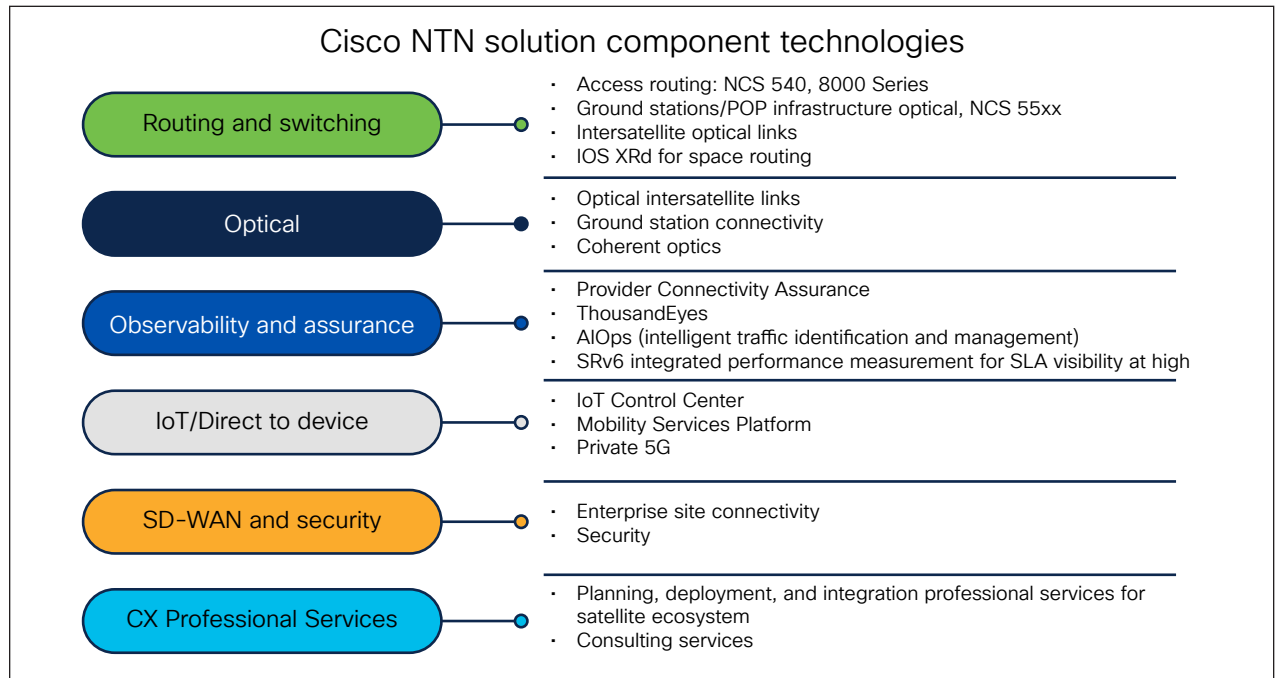 Cisco NTN solution component technologies
Routing and switching
· Access routing: NCS 540, 8000 Series
· Ground stations/POP infrastructure optical, NCS 55xx
· Intersatellite optical links
· IOS XRd for space routing
Optical
· Optical intersatellite links
· Ground station connectivity
· Coherent optics
Observability and assurance
· Provider Connectivity Assurance
· ThousandEyes
· AIOps (intelligent traffic identification and management)
· SRv6 integrated performance measurement for SLA visibility at high
IoT/Direct to device
· IoT Control Center
· Mobility Services Platform
· Private 5G
SD-WAN and security
· Enterprise site connectivity
· Security
CX Professional Services
· Planning, deployment, and integration professional services for
satellite ecosystem
· Consulting services